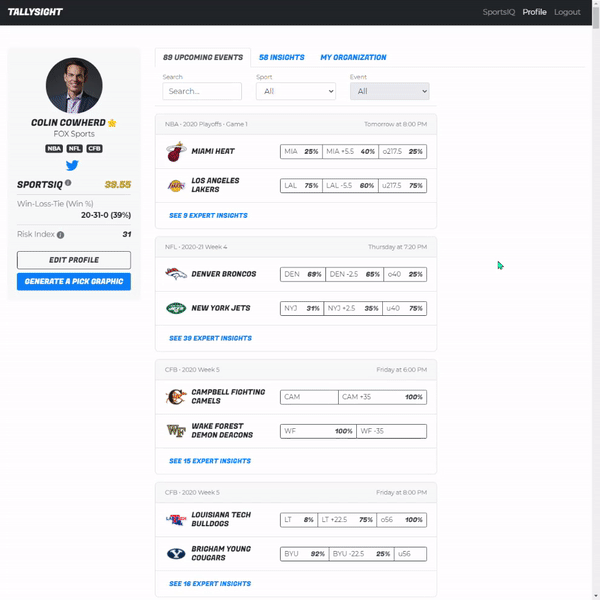 TALLYSIGHT
SportsIQ Profile Logout
COLIN COWHERD
FOX Sports
NBA NFL CFB
SPORTSIQ 39.55
Win-Loss-Tie (Win %)
20-31-0 (39%)
Risk Index 31
EDIT PROFILE
GENERATE A PICK GRAPHIC
89 UPCOMING EVENTS 58 INSIGHTS MY ORGANIZATION
Search Sport Event
Search... All All
NBA - 2020 Playoffs - Game 1 Tomorrow at 8:00 PM
MIAMI HEAT MIA 25% MIA +5.5 40% o217.5 25%
LOS ANGELES
LAKERS LAL 75% LAL -5.5 60% u217.5 75%
SEE 9 EXPERT INSIGHTS
NFL - 2020-21 Week 4 Thursday at 7:20 PM
DENVER BRONCOS DEN 69% DEN -2.5 65% o40 25%
NEW YORK JETS NYJ 31% NYJ +2.5 35% u40 75%
SEE 39 EXPERT INSIGHTS
CFB - 2020 Week 5 Friday at 6:00 PM
CAMPBELL FIGHTING
CAMELS CAM CAM +35 100%
WAKE FOREST
DEMON DEACONS WF 100% WF -35
SEE 15 EXPERT INSIGHTS
CFB - 2020 Week 5 Friday at 8:00 PM
LOUISIANA TECH
BULLDOGS LT 8% LT +22.5 75% o56 100%
BRIGHAM YOUNG
COUGARS BYU 92% BYU -22.5 25% u56
SEE 16 EXPERT INSIGHTS